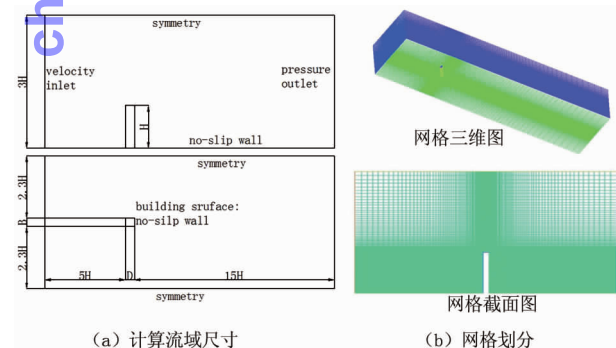 symmetry
velocity
inlet
pressure
outlet
3H
H
no-slip wall
symmetry
building sruface:
no-silp wall
2.3H
B
2.3H
5H
D
15H
symmetry
(a) 计算流域尺寸
网格三维图
网格截面图
(b) 网格划分
ch